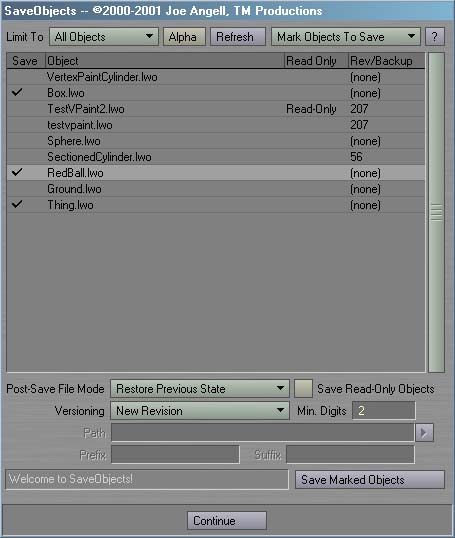 SaveObjects -- ©2000-2001 Joe Angell, TM Productions
Limit To All Objects Alpha Refresh Mark Objects To Save ?
Save Object Read Only Rev/Backup
VertexPaintCylinder.lwo (none)
Box.lwo (none)
TestVPaint2.lwo Read-Only 207
testvpaint.lwo 207
Sphere.lwo (none)
SectionedCylinder.lwo 56
RedBall.lwo (none)
Ground.lwo (none)
Thing.lwo (none)
Post-Save File Mode Restore Previous State Save Read-Only Objects
Versioning New Revision Min. Digits 2
Path
Prefix Suffix
Welcome to SaveObjects! Save Marked Objects
Continue